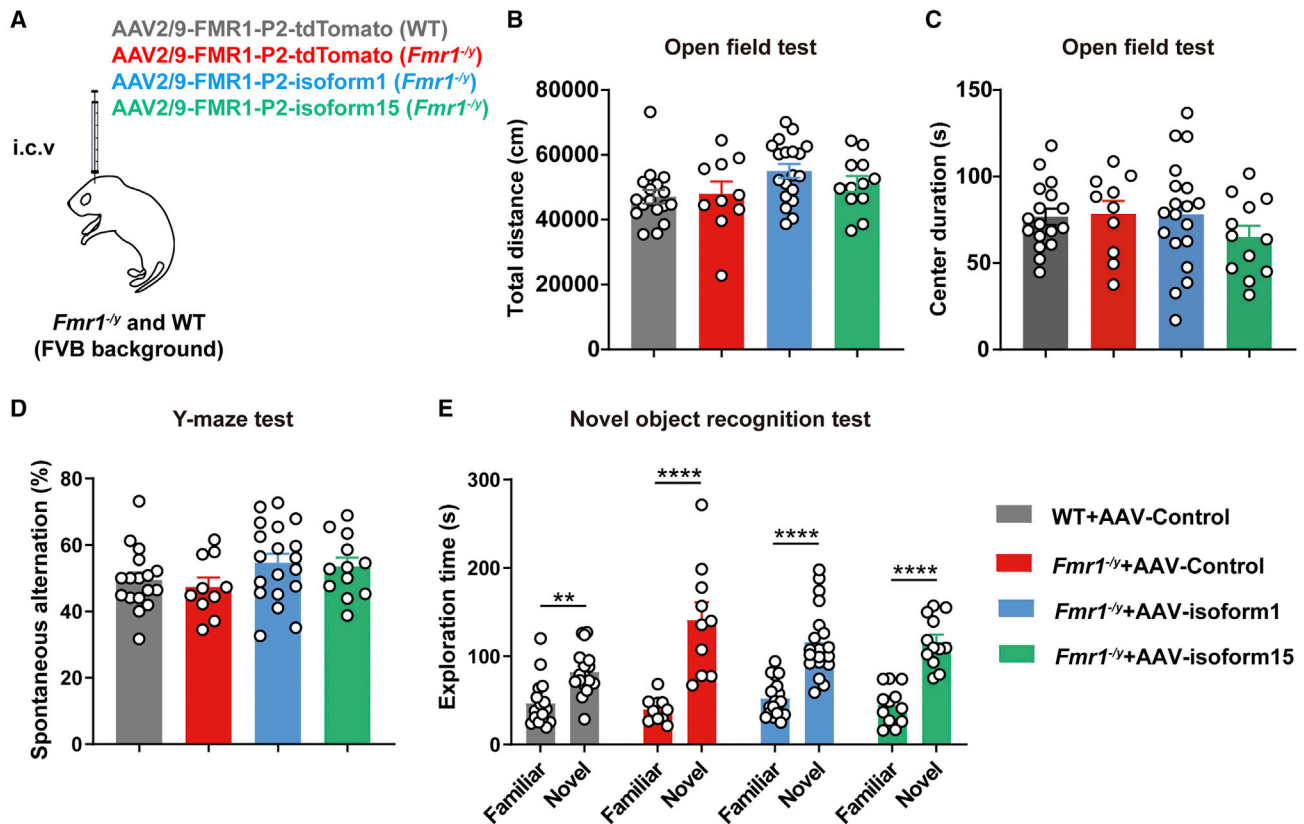 A
AAV2/9-FMR1-P2-tdTomato (WT)
AAV2/9-FMR1-P2-tdTomato (Fmr1-/y)
AAV2/9-FMR1-P2-isoform1 (Fmr1-/y)
AAV2/9-FMR1-P2-isoform15 (Fmr1-/y)
i.c.v
Fmr1-/y and WT
(FVB background)
B
Open field test
Total distance (cm)
80000
60000
40000
20000
0
C
Open field test
Center duration (s)
150
100
50
0
D
Y-maze test
Spontaneous alternation (%)
80
60
40
20
0
E
Novel object recognition test
Exploration time (s)
300
200
100
0
**
****
****
****
Familiar
Novel
Familiar
Novel
Familiar
Novel
Familiar
Novel
WT+AAV-Control
Fmr1-/y+AAV-Control
Fmr1-/y+AAV-isoform1
Fmr1-/y+AAV-isoform15